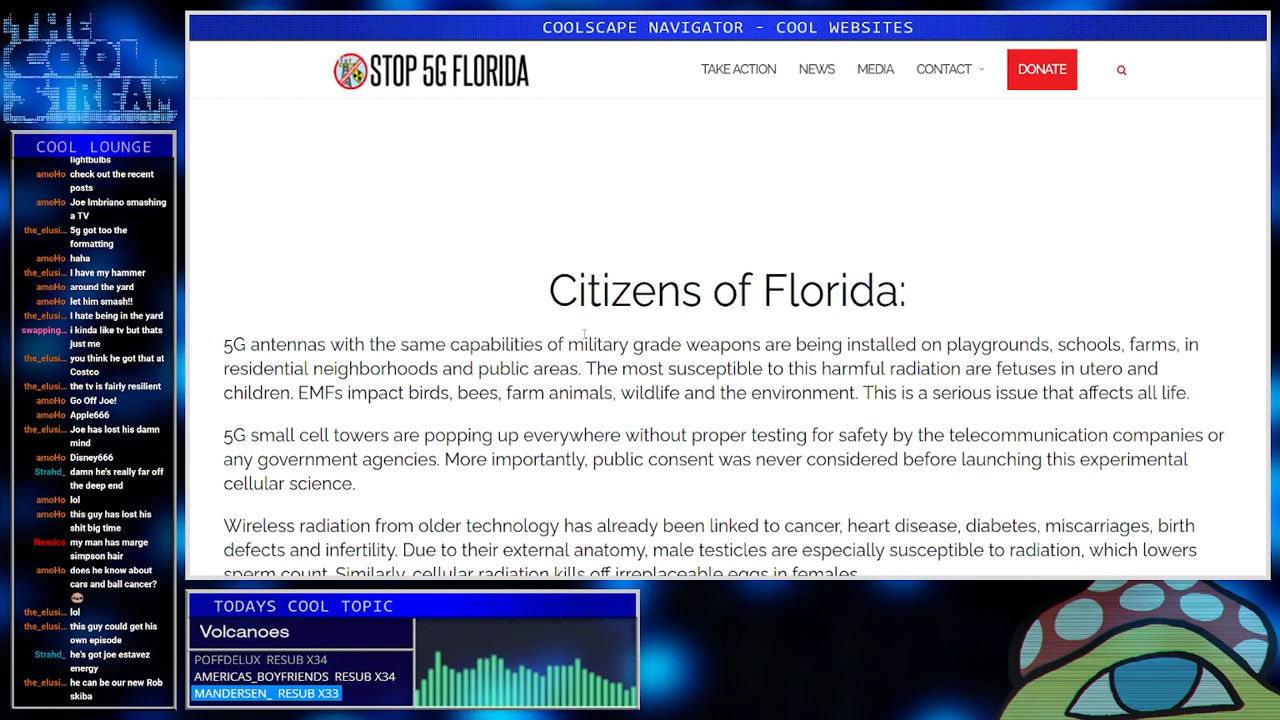 COOLSCAPE NAVIGATOR - COOL WEBSITES
STOP 5G FLORIDA
TAKE ACTION
NEWS
MEDIA
CONTACT
DONATE
Citizens of Florida:
5G antennas with the same capabilities of military grade weapons are being installed on playgrounds, schools, farms, in
residential neighborhoods and public areas. The most susceptible to this harmful radiation are fetuses in utero and
children. EMFs impact birds, bees, farm animals, wildlife and the environment. This is a serious issue that affects all life.
5G small cell towers are popping up everywhere without proper testing for safety by the telecommunication companies or
any government agencies. More importantly, public consent was never considered before launching this experimental
cellular science.
Wireless radiation from older technology has already been linked to cancer, heart disease, diabetes, miscarriages, birth
defects and infertility. Due to their external anatomy, male testicles are especially susceptible to radiation, which lowers
sperm count. Similarly, cellular radiation kills off irreplaceable eggs in females.
COOL LOUNGE
lightbulbs
amoHo check out the recent
posts
amoHo Joe Imbriano smashing
a TV
the_elusi... 5g got too the
formatting
amoHo haha
the_elusi... I have my hammer
amoHo around the yard
amoHo let him smash!!
the_elusi... I hate being in the yard
swapping... i kinda like tv but thats
just me
the_elusi... you think he got that at
Costco
the_elusi... the tv is fairly resilient
amoHo Go Off Joe!
amoHo Apple666
the_elusi... Joe has lost his damn
mind
amoHo Disney666
Strahd_ damn he's really far off
the deep end
amoHo lol
amoHo this guy has lost his
shit big time
Nemico my man has marge
simpson hair
amoHo does he know about
cars and ball cancer?
the_elusi... lol
the_elusi... this guy could get his
own episode
Strahd_ he's got joe estavez
energy
the_elusi... he can be our new Rob
skiba
TODAYS COOL TOPIC
Volcanoes
POFFDELUX RESUB X34
AMERICAS_BOYFRIENDS RESUB X34
MANDERSEN_ RESUB X33